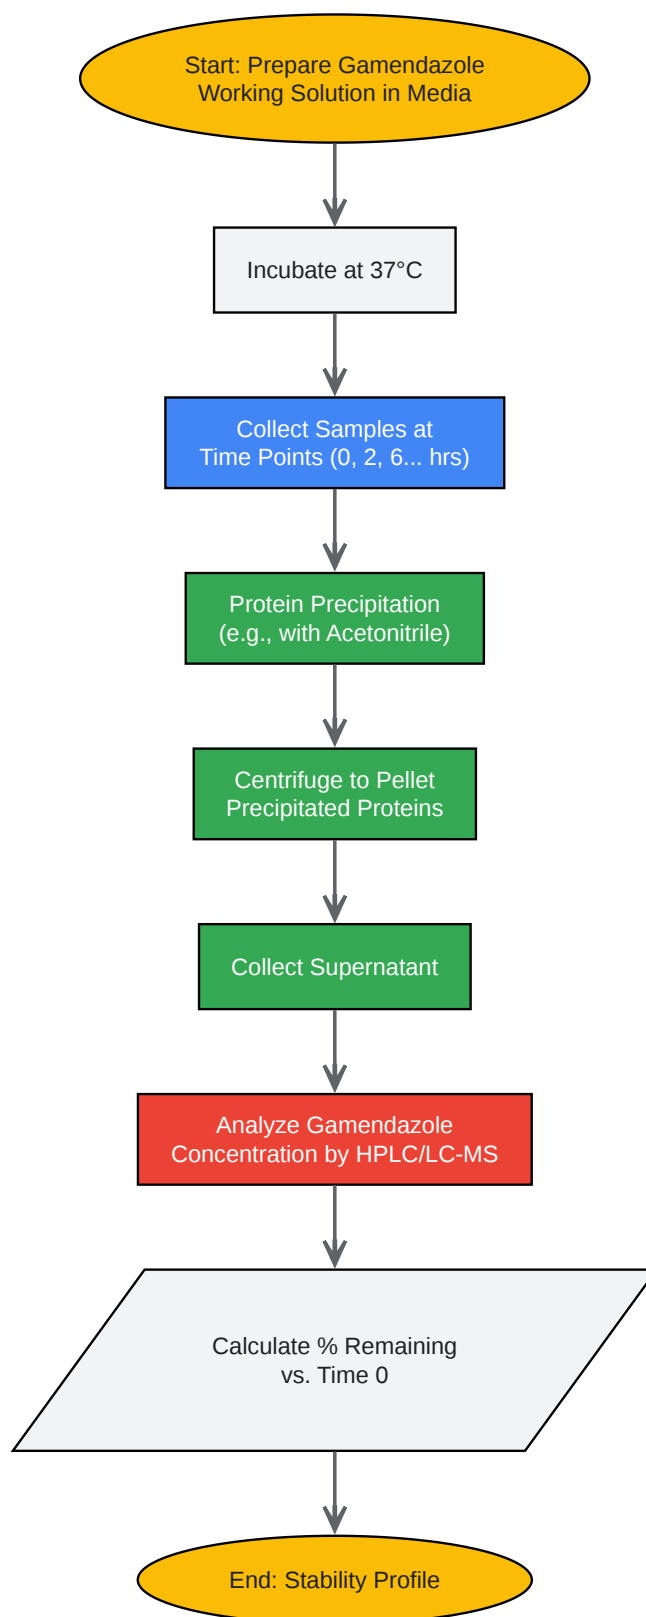 Start: Prepare Gamendazole
Working Solution in Media
Incubate at 37°C
Collect Samples at
Time Points (0, 2, 6... hrs)
Protein Precipitation
(e.g., with Acetonitrile)
Centrifuge to Pellet
Precipitated Proteins
Collect Supernatant
Analyze Gamendazole
Concentration by HPLC/LC-MS
Calculate % Remaining
vs. Time 0
End: Stability Profile